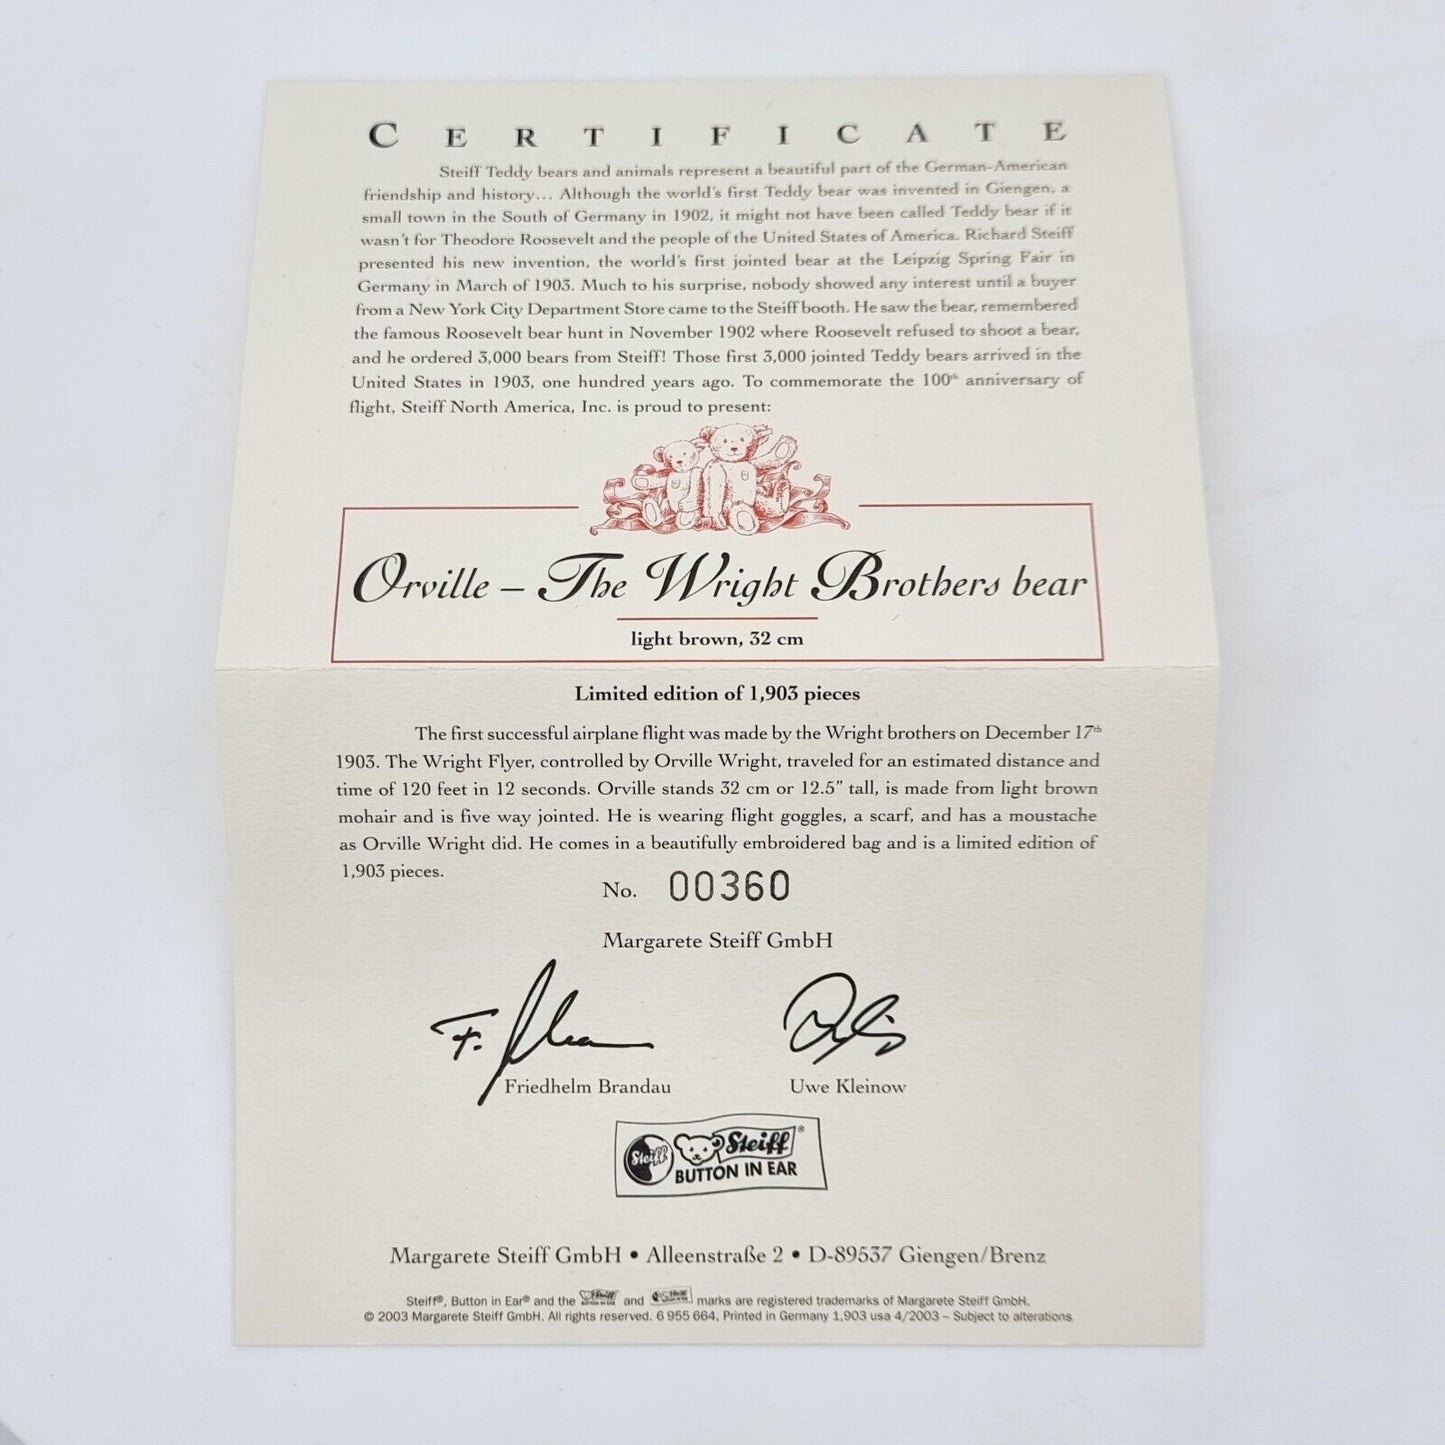 CERTIFICATE
Steiff Teddy bears and animals represent a beautiful part of the German-American
friendship and history... Although the world's first Teddy bear was invented in Giengen, a
small town in the South of Germany in 1902, it might not have been called Teddy bear if it
wasn't for Theodore Roosevelt and the people of the United States of America. Richard Steiff
presented his new invention, the world's first jointed bear at the Leipzig Spring Fair in
Germany in March of 1903. Much to his surprise, nobody showed any interest until a buyer
from a New York City Department Store came to the Steiff booth. He saw the bear, remembered
the famous Roosevelt bear hunt in November 1902 where Roosevelt refused to shoot a bear,
and he ordered 3,000 bears from Steiff! Those first 3,000 jointed Teddy bears arrived in the
United States in 1903, one hundred years ago. To commemorate the 100th anniversary of
flight, Steiff North America, Inc. is proud to present:
Orville – The Wright Brothers bear
light brown, 32 cm
Limited edition of 1,903 pieces
The first successful airplane flight was made by the Wright brothers on December 17th
1903. The Wright Flyer, controlled by Orville Wright, traveled for an estimated distance and
time of 120 feet in 12 seconds. Orville stands 32 cm or 12.5" tall, is made from light brown
mohair and is five way jointed. He is wearing flight goggles, a scarf, and has a moustache
as Orville Wright did. He comes in a beautifully embroidered bag and is a limited edition of
1,903 pieces.
No. 00360
Margarete Steiff GmbH
Friedhelm Brandau Uwe Kleinow
Steiff Steiff®
BUTTON IN EAR
Margarete Steiff GmbH • Alleenstraße 2 • D-89537 Giengen/Brenz
Steiff®, Button in Ear® and the and marks are registered trademarks of Margarete Steiff GmbH.
© 2003 Margarete Steiff GmbH. All rights reserved. 6 955 664, Printed in Germany 1,903 usa 4/2003 – Subject to alterations